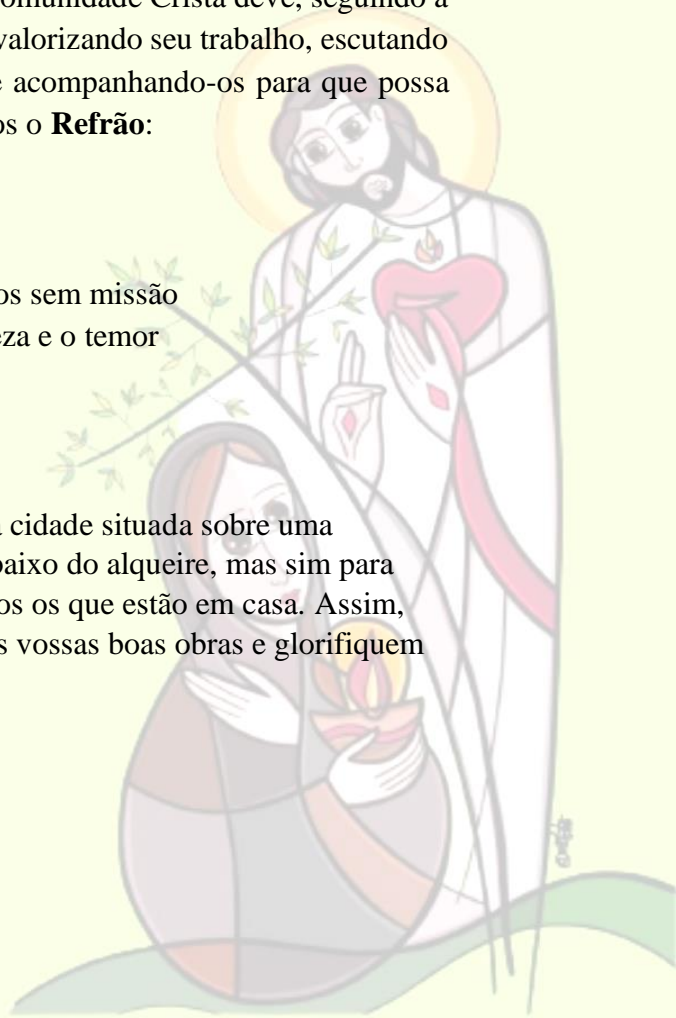 omunidade Cristã deve, seguindo a
valorizando seu trabalho, escutando
e acompanhando-os para que possa
os o Refrão:
os sem missão
eza e o temor
a cidade situada sobre uma
baixo do alqueire, mas sim para
os os que estão em casa. Assim,
s vossas boas obras e glorifiquem